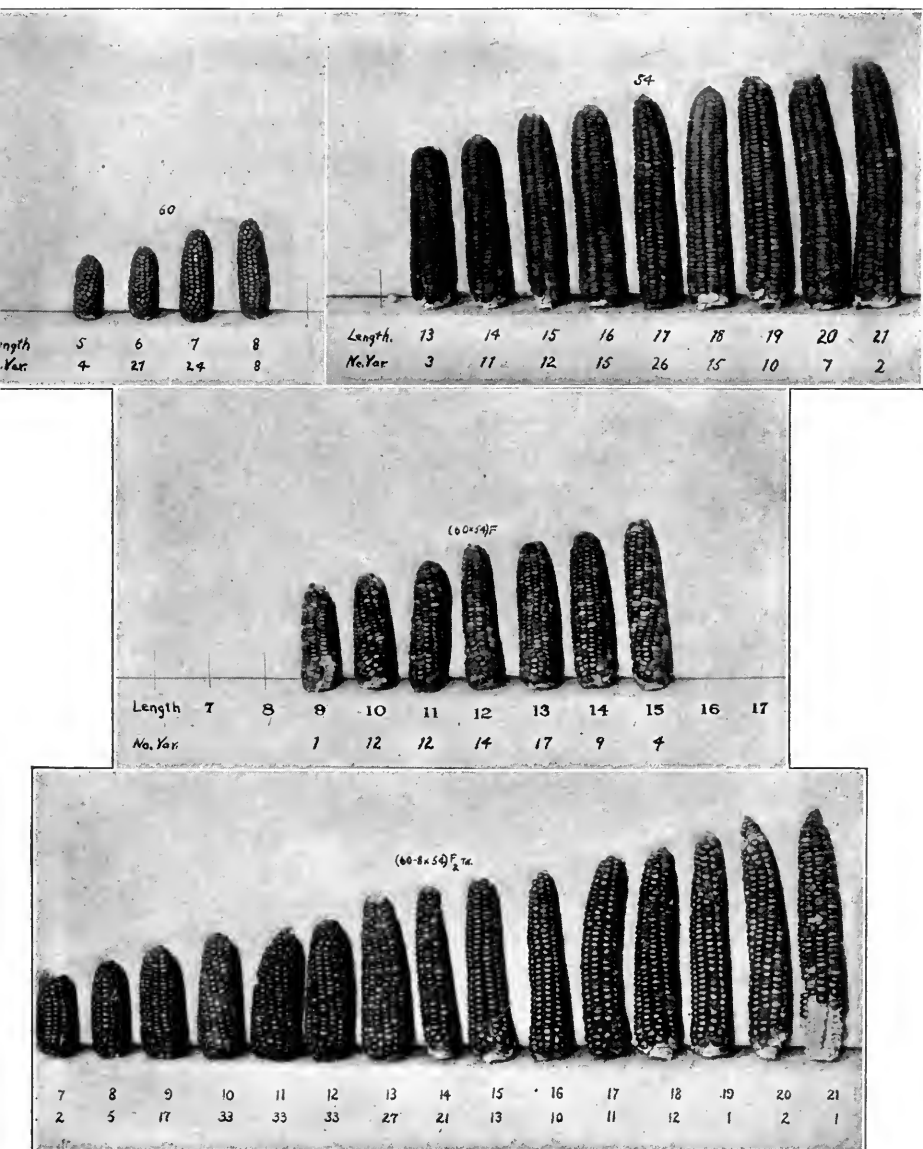 60
5 6 7 8
4 21 24 8
54
Length. 13 14 15 16 17 18 19 20 21
No. Var 3 11 12 15 26 15 10 7 2
(60×54)F
Length 7 8 9 10 11 12 13 14 15 16 17
No. Var. 1 12 12 14 17 9 4
(60-8×54)F2
7 8 9 10 11 12 13 14 15 16 17 18 19 20 21
2 5 17 33 33 33 27 21 13 10 11 12 1 2 1